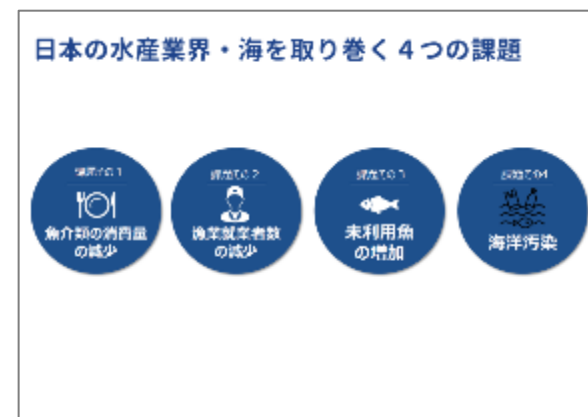 日本の水産業界・海を取り巻く4つの課題
課題その1
魚介類の消費量
の減少
課題その2
漁業就業者数
の減少
課題その3
未利用魚
の増加
課題その4
海洋汚染